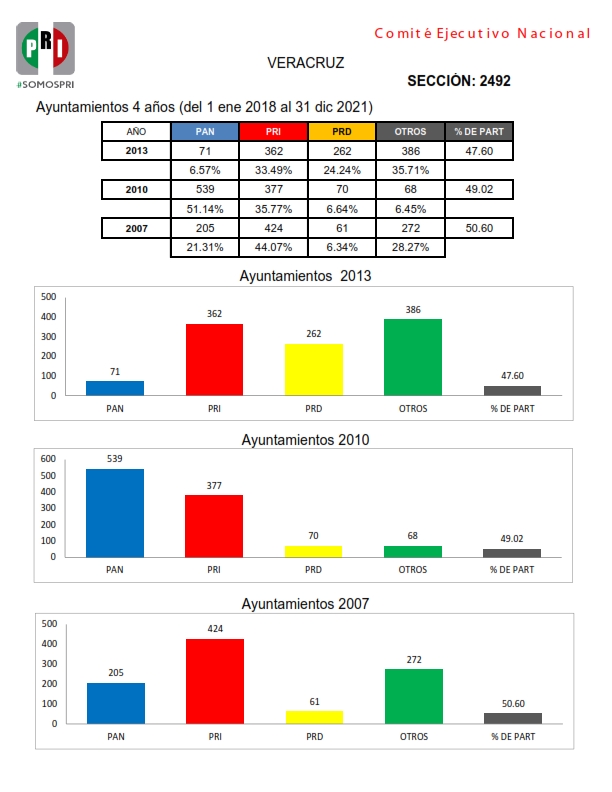 Comité Ejecutivo Nacional
PRI
#SOMOSPRI
VERACRUZ
SECCIÓN: 2492
Ayuntamientos 4 años (del 1 ene 2018 al 31 dic 2021)
AÑO PAN PRI PRD OTROS % DE PART
2013 71 362 262 386 47.60
6.57% 33.49% 24.24% 35.71%
2010 539 377 70 68 49.02
51.14% 35.77% 6.64% 6.45%
2007 205 424 61 272 50.60
21.31% 44.07% 6.34% 28.27%
Ayuntamientos 2013
500
400
300
200
100
0
71 362 262 386 47.60
PAN PRI PRD OTROS % DE PART
Ayuntamientos 2010
600
500
400
300
200
100
0
539 377 70 68 49.02
PAN PRI PRD OTROS % DE PART
Ayuntamientos 2007
500
400
300
200
100
0
205 424 61 272 50.60
PAN PRI PRD OTROS % DE PART